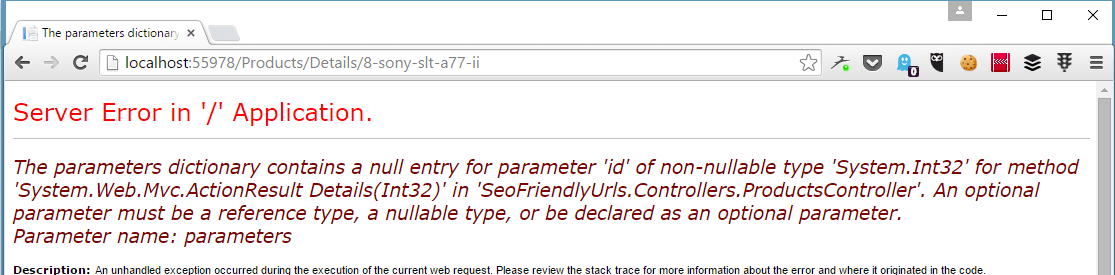 The parameters dictionary
localhost:55978/Products/Details/8-sony-slt-a77-ii
0
Server Error in '/' Application.
The parameters dictionary contains a null entry for parameter 'id' of non-nullable type 'System.Int32' for method
'System.Web.Mvc.ActionResult Details(Int32)' in 'SeoFriendlyUrls.Controllers.ProductsController'. An optional
parameter must be a reference type, a nullable type, or be declared as an optional parameter.
Parameter name: parameters
Description: An unhandled exception occurred during the execution of the current web request. Please review the stack trace for more information about the error and where it originated in the code.